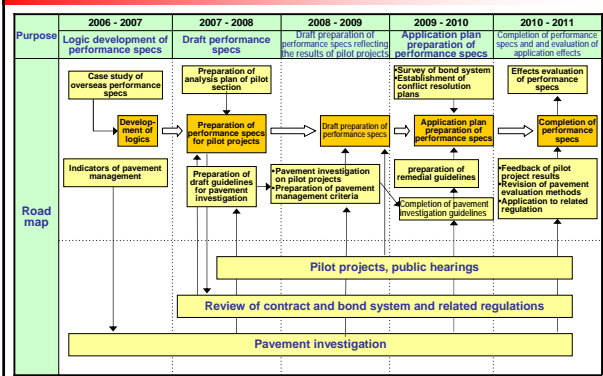 2006 - 2007
2007 - 2008
2008 - 2009
2009 - 2010
2010 - 2011
Purpose
Logic development of
performance specs
Draft performance
specs
Draft preparation of
performance specs reflecting
the results of pilot projects
Application plan
preparation of
performance specs
Completion of performance
specs and and evaluation of
application effects
Road
map
Case study of
overseas performance
specs
Preparation of
analysis plan of pilot
section
•Survey of bond system
•Establishment of
conflict resolution
plans
Effects evaluation
of performance
specs
Develop-
ment of
logics
Preparation of
performance specs
for pilot projects
Draft preparation of
performance specs
Application plan
preparation of
performance specs
Completion of
performance
specs
Indicators of pavement
management
Preparation of
draft guidelines
for pavement
investigation
•Pavement investigation
on pilot projects
•Preparation of pavement
management criteria
preparation of
remedial guidelines
Completion of pavement
investigation guidelines
•Feedback of pilot
project results
•Revision of pavement
evaluation methods
•Application to related
regulation
Pilot projects, public hearings
Review of contract and bond system and related regulations
Pavement investigation